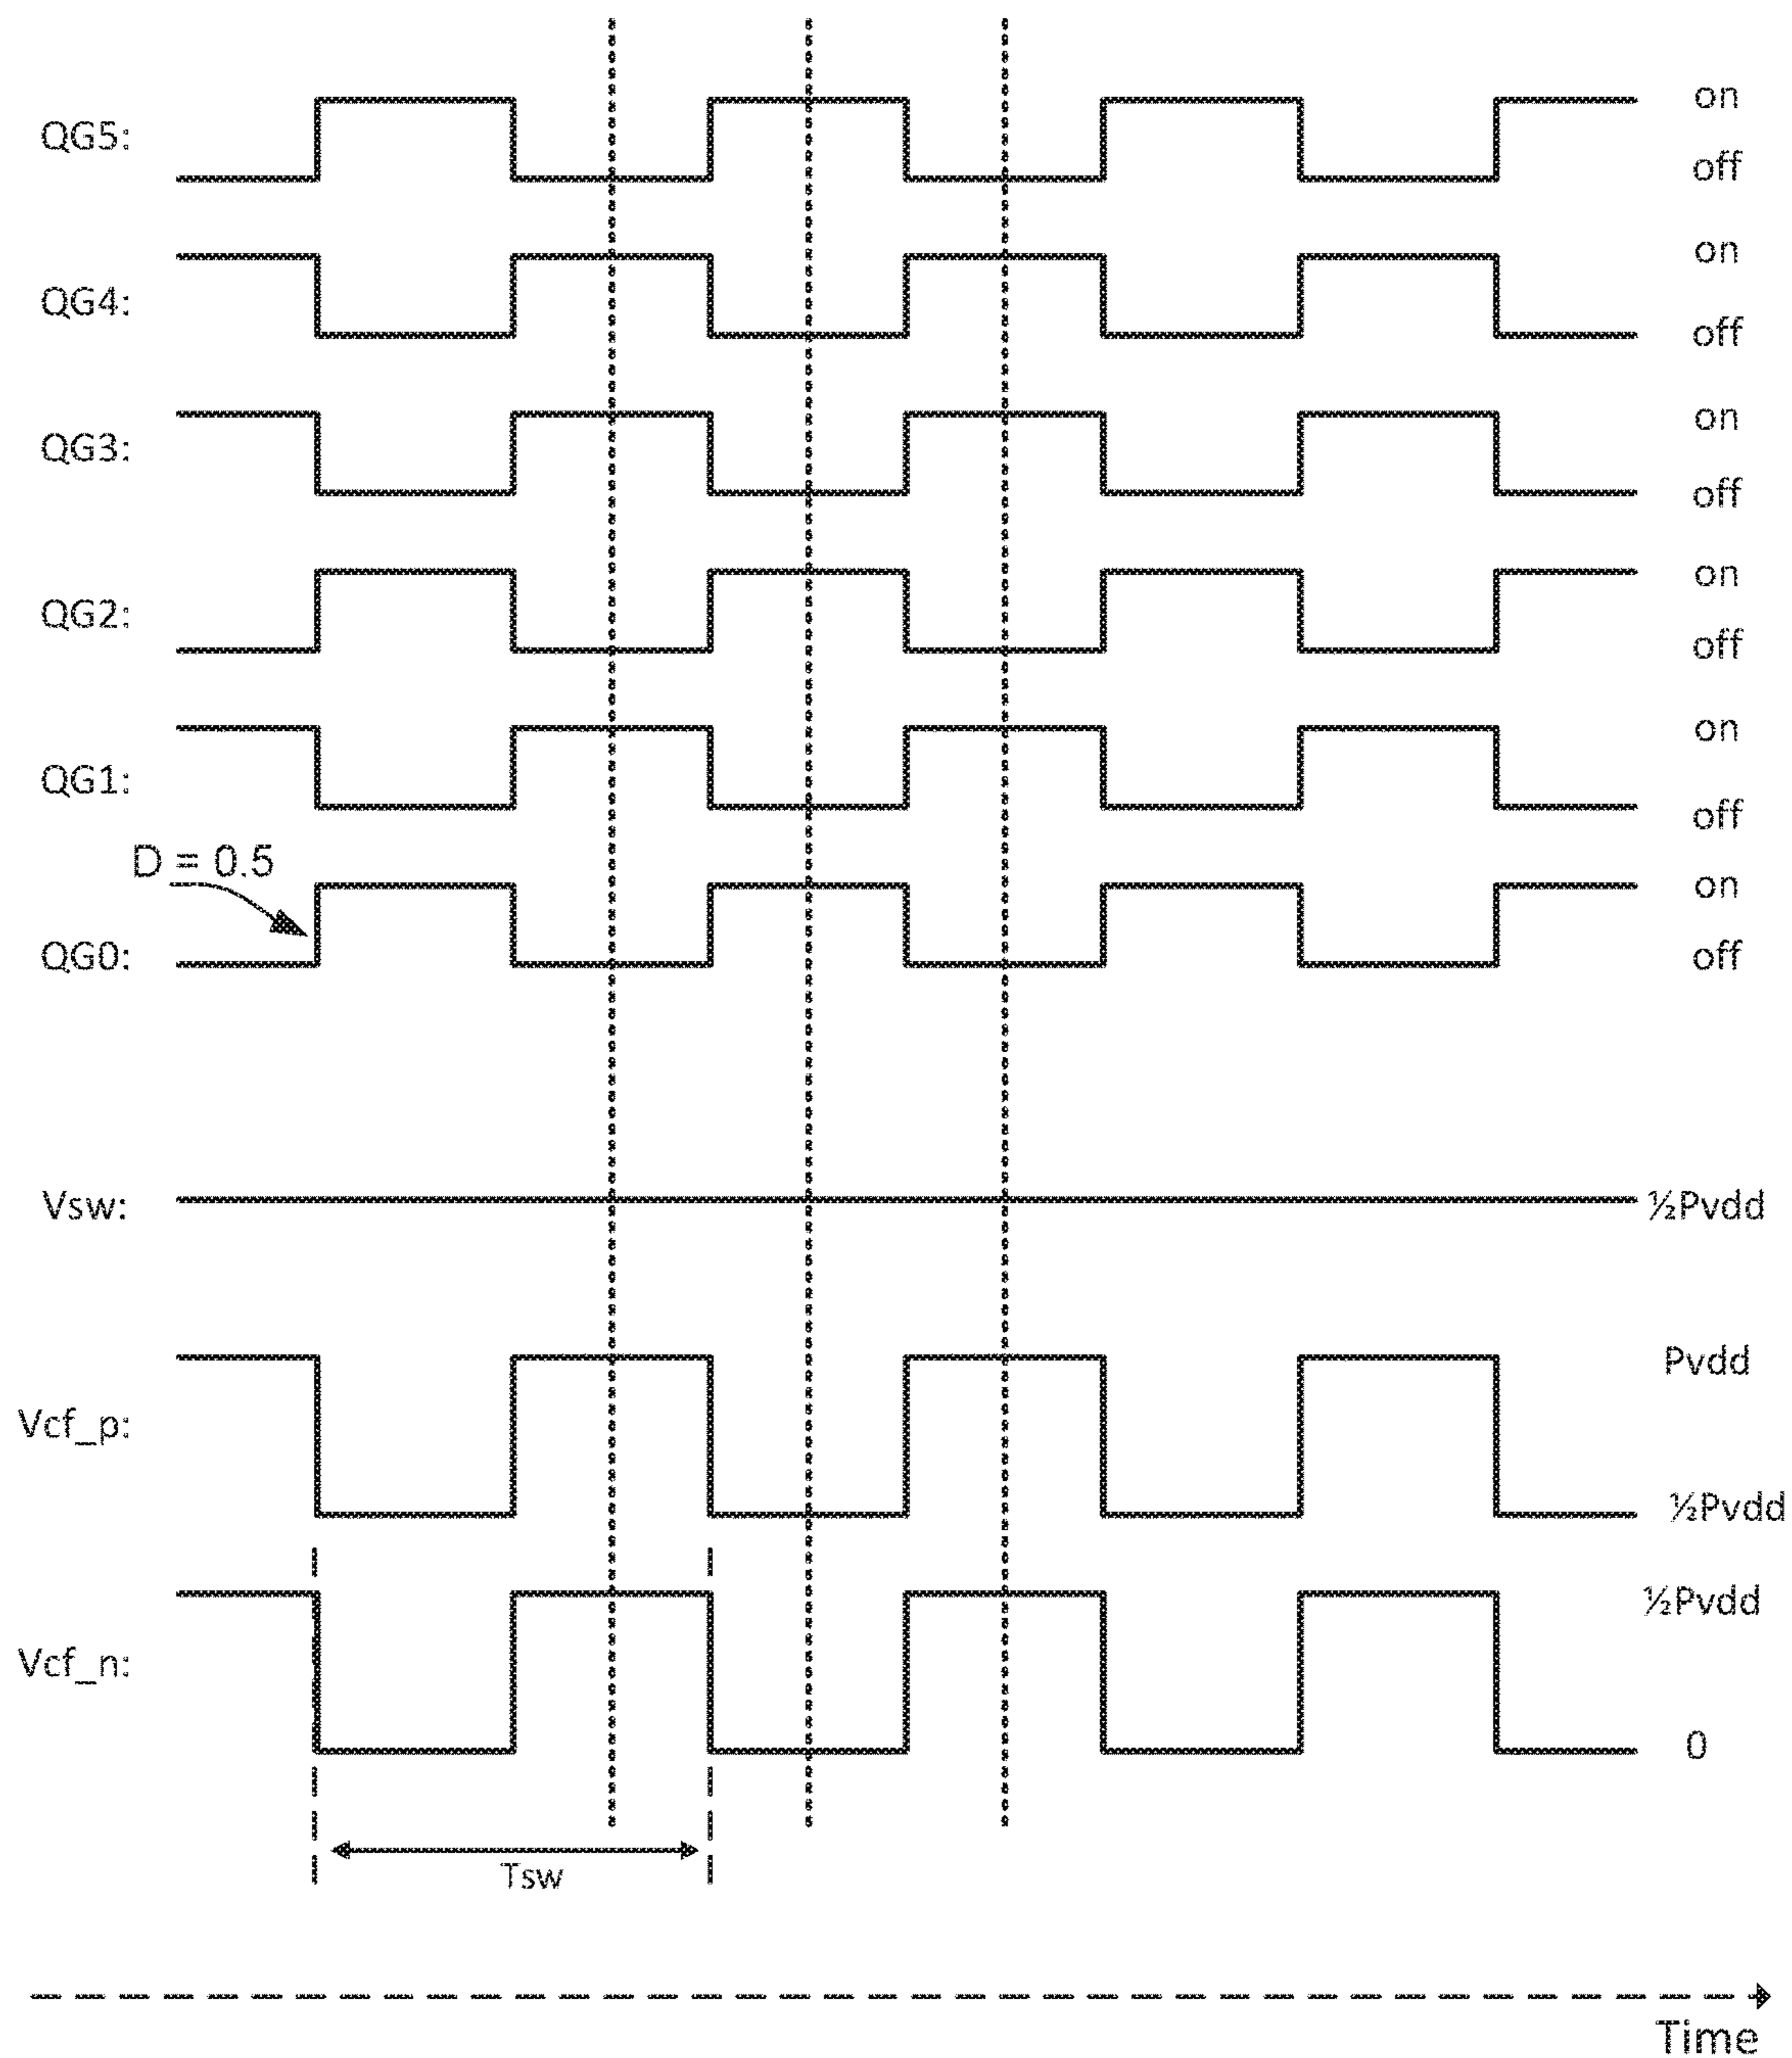 on
QG5:
off
on
QG4:
off
on
QG3:
off
on
QG2:
off
on
QG1:
off
D = 0.5
on
QG0:
off
Vsw:
½Pvdd
Pvdd
Vcf_p:
½Pvdd
½Pvdd
Vcf_n:
0
Tsw
Time